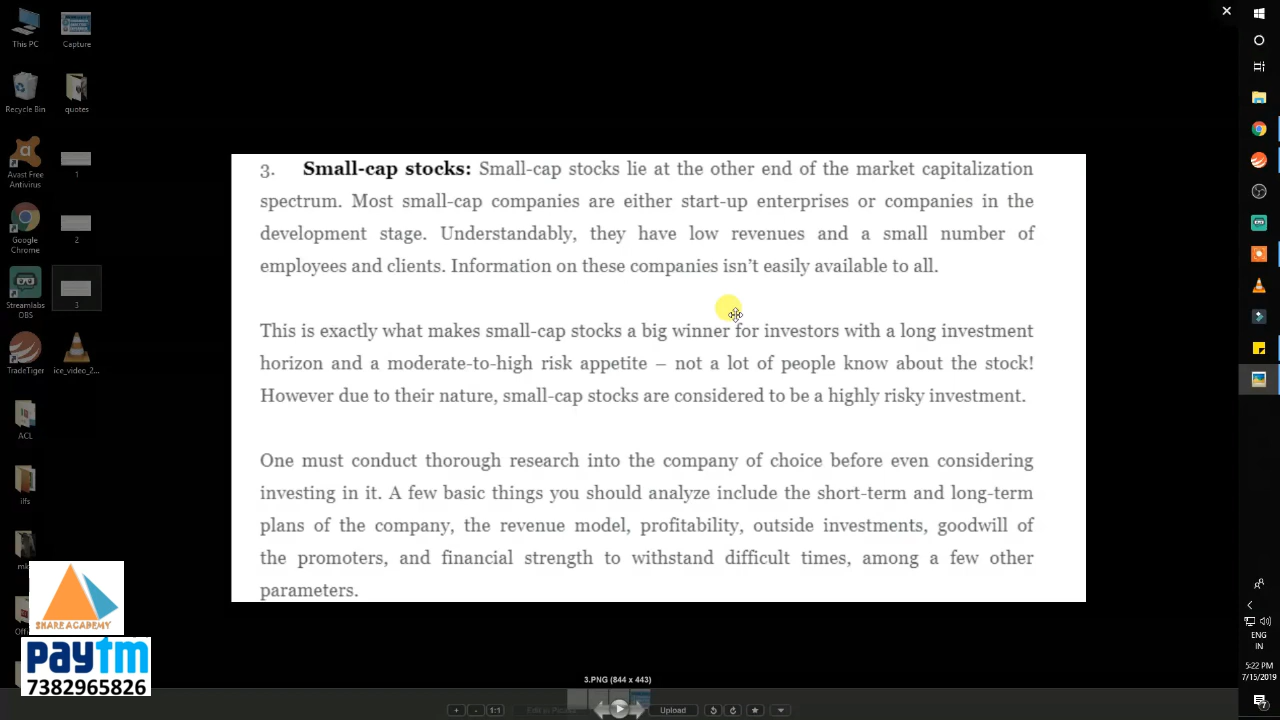 This PC
Capture
Recycle Bin
quotes
Avast Free
Antivirus
1
Google
Chrome
2
Streamlabs
OBS
3
TradeTiger
ice_video_2...
ACL
ilfs
SHARE ACADEMY
paytm
7382965826
3. Small-cap stocks: Small-cap stocks lie at the other end of the market capitalization
spectrum. Most small-cap companies are either start-up enterprises or companies in the
development stage. Understandably, they have low revenues and a small number of
employees and clients. Information on these companies isn't easily available to all.
This is exactly what makes small-cap stocks a big winner for investors with a long investment
horizon and a moderate-to-high risk appetite – not a lot of people know about the stock!
However due to their nature, small-cap stocks are considered to be a highly risky investment.
One must conduct thorough research into the company of choice before even considering
investing in it. A few basic things you should analyze include the short-term and long-term
plans of the company, the revenue model, profitability, outside investments, goodwill of
the promoters, and financial strength to withstand difficult times, among a few other
parameters.
3.PNG (844 x 443)
1:1
Edit in Picasa
Upload
ENG
IN
5:22 PM
7/15/2019